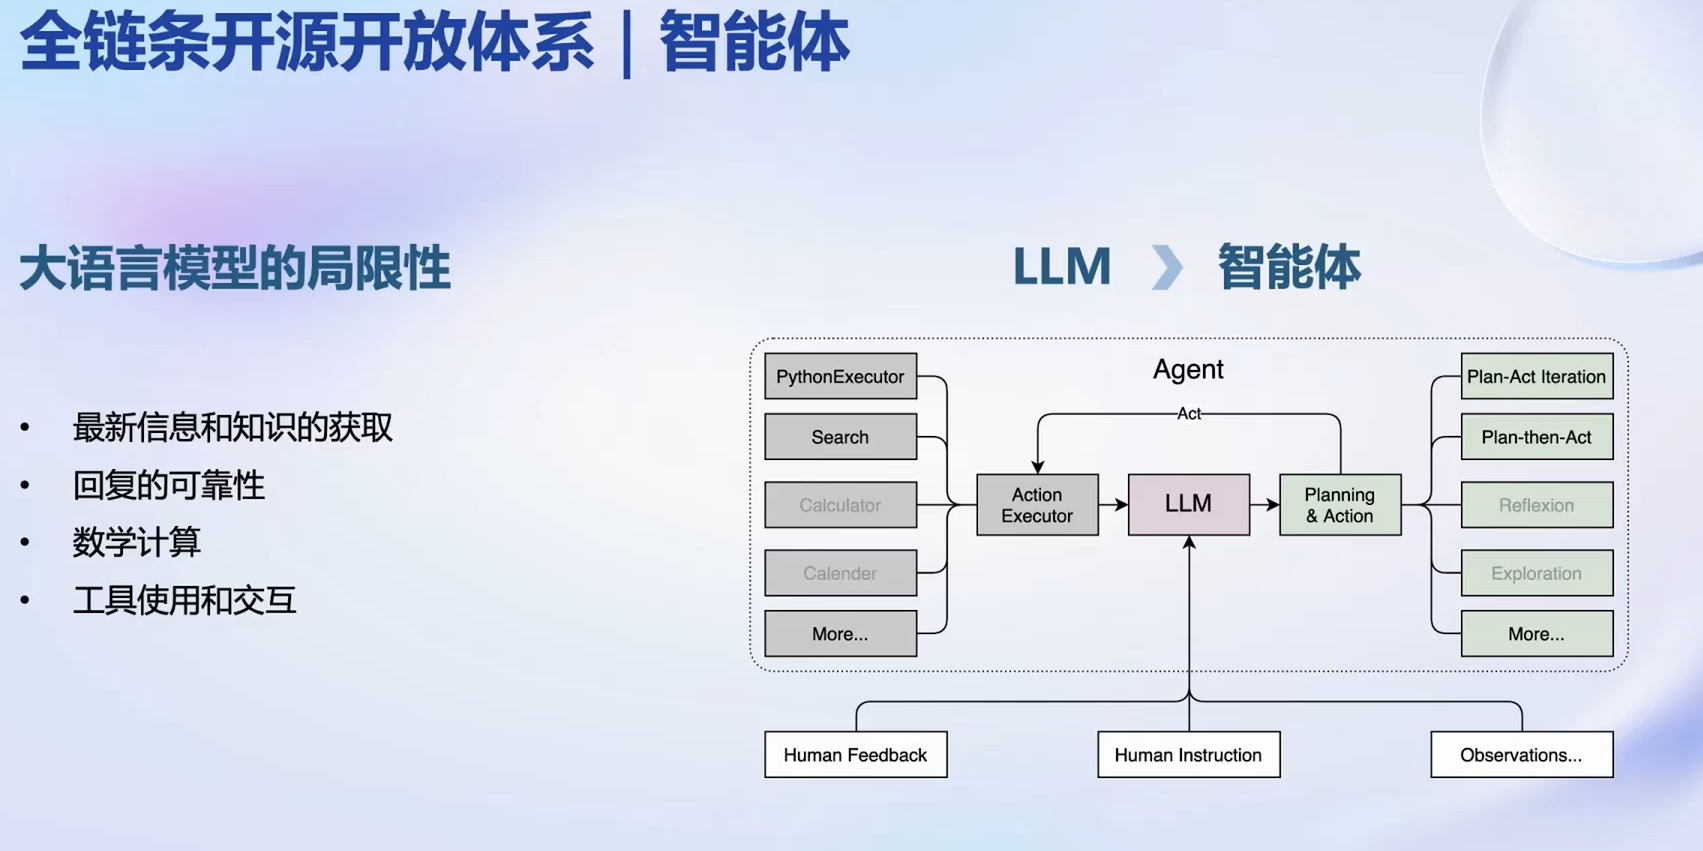 全链条开源开放体系 | 智能体
大语言模型的局限性
• 最新信息和知识的获取
• 回复的可靠性
• 数学计算
• 工具使用和交互
LLM 智能体
Agent
PythonExecutor
Search
Calculator
Calender
More...
Act
Action
Executor
LLM
Planning
& Action
Plan-Act Iteration
Plan-then-Act
Reflexion
Exploration
More...
Human Feedback
Human Instruction
Observations...